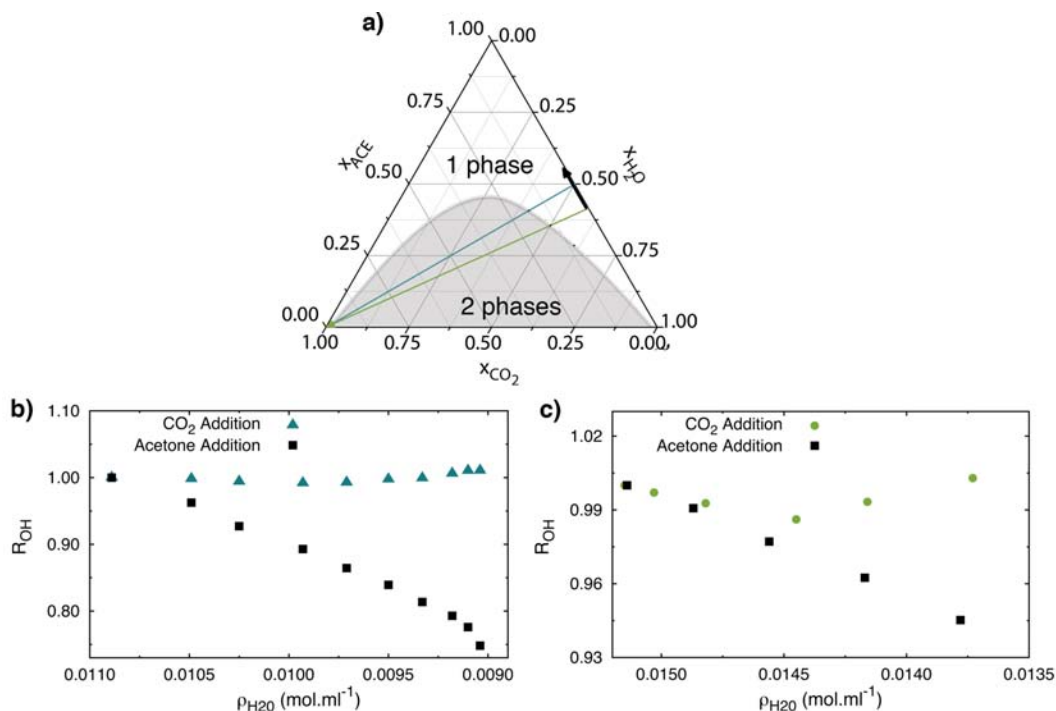 a)
1.00 0.00
0.75 0.25
x_ACE x_H2O
1 phase
0.50 0.50
0.25 0.75
2 phases
0.00 1.00
1.00 0.75 0.50 0.25 0.00
x_CO2
b)
1.10
CO2 Addition
Acetone Addition
1.00
R_OH
0.90
0.80
0.0110 0.0105 0.0100 0.0095 0.0090
ρ_H20 (mol.ml⁻¹)
c)
CO2 Addition
1.02
Acetone Addition
0.99
R_OH
0.96
0.93
0.0150 0.0145 0.0140 0.0135
ρ_H20 (mol.ml⁻¹)